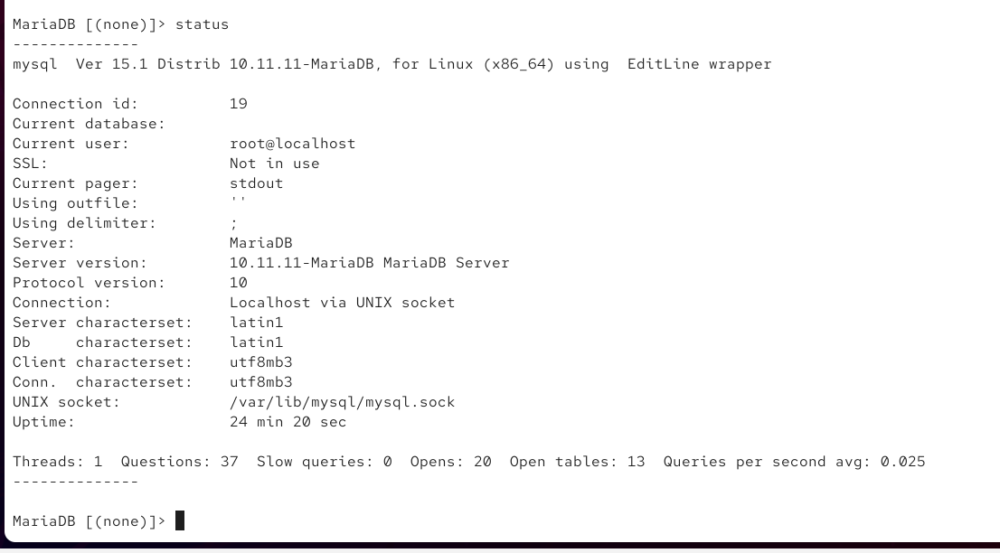 MariaDB [(none)]> status
--------------
mysql  Ver 15.1 Distrib 10.11.11-MariaDB, for Linux (x86_64) using  EditLine wrapper

Connection id:          19
Current database:
Current user:           root@localhost
SSL:                    Not in use
Current pager:          stdout
Using outfile:          ''
Using delimiter:        ;
Server:                 MariaDB
Server version:         10.11.11-MariaDB MariaDB Server
Protocol version:       10
Connection:             Localhost via UNIX socket
Server characterset:    latin1
Db     characterset:    latin1
Client characterset:    utf8mb3
Conn.  characterset:    utf8mb3
UNIX socket:            /var/lib/mysql/mysql.sock
Uptime:                 24 min 20 sec

Threads: 1  Questions: 37  Slow queries: 0  Opens: 20  Open tables: 13  Queries per second avg: 0.025
--------------

MariaDB [(none)]>